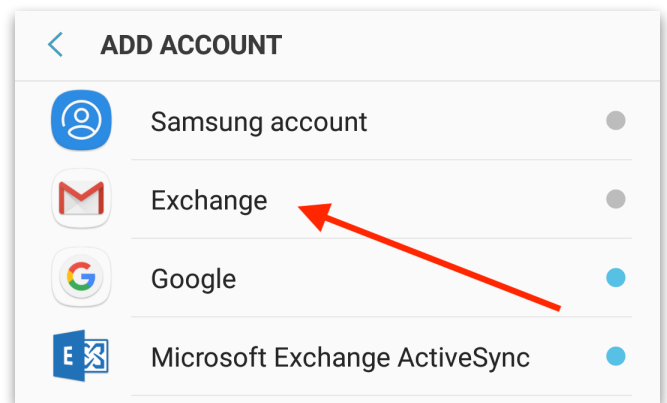 ADD ACCOUNT
Samsung account
Exchange
Google
G
Microsoft Exchange ActiveSync
E